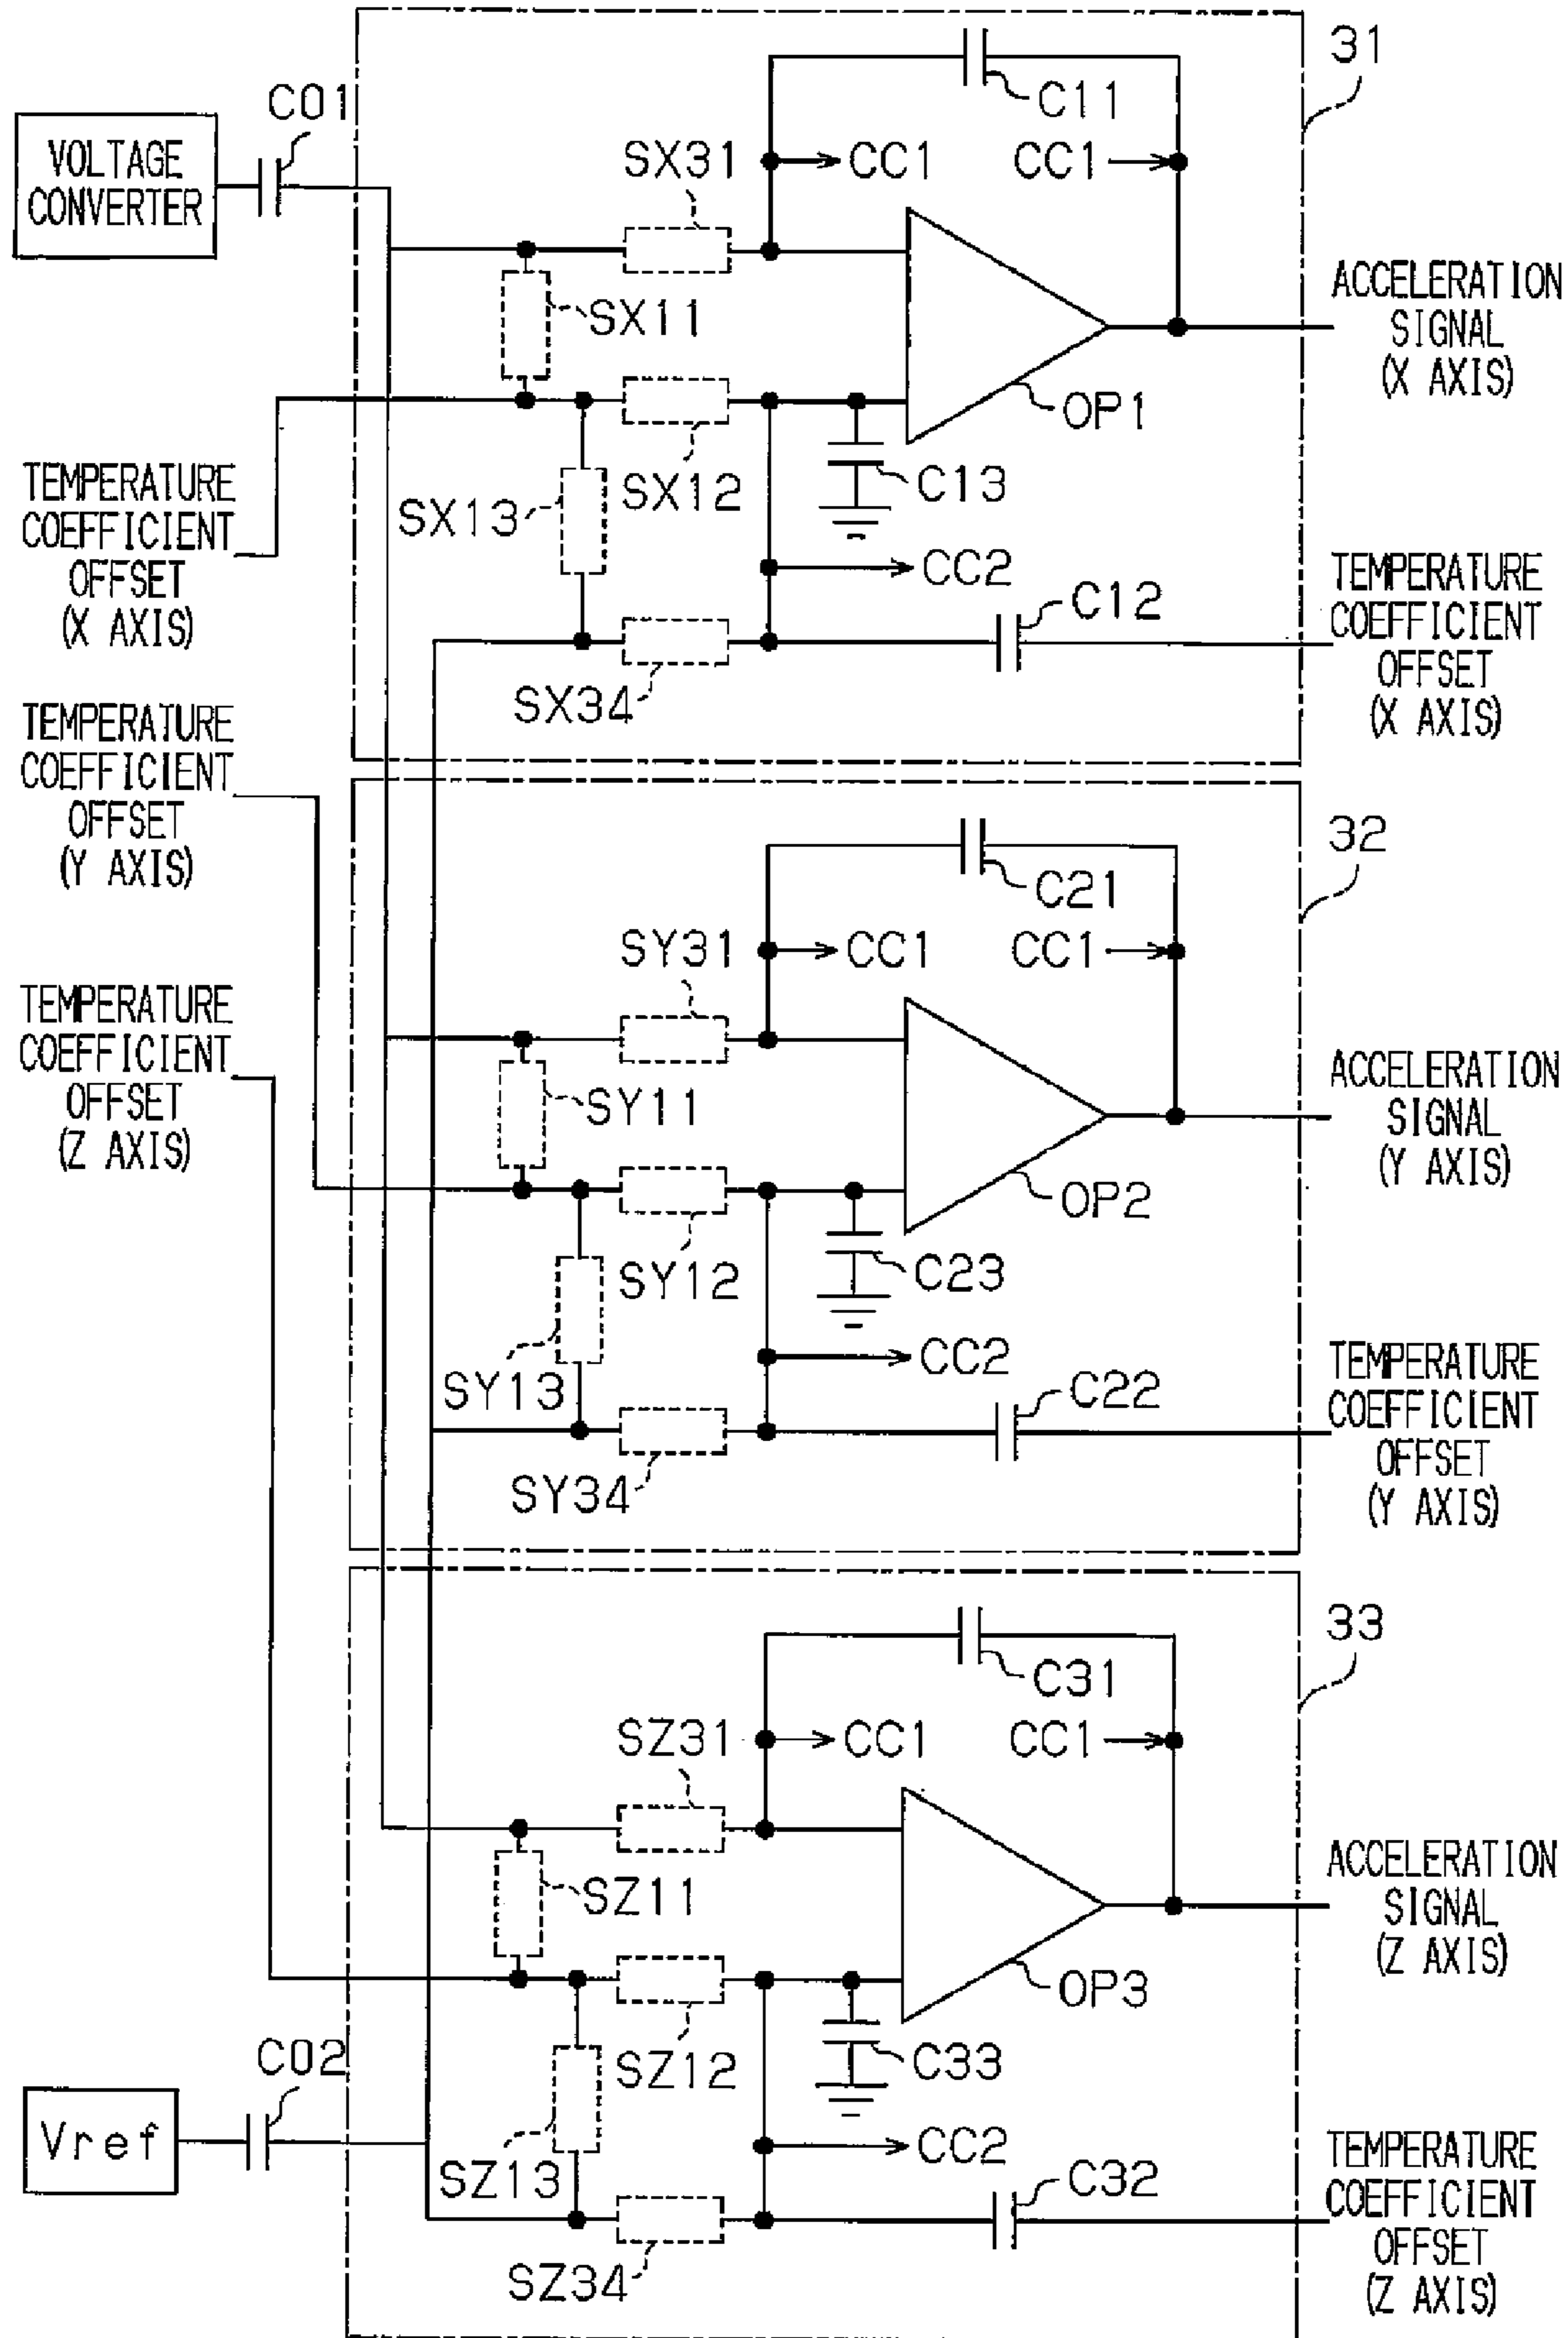 31
C01
C11
VOLTAGE
CONVERTER
SX31
CC1
CC1
ACCELERATION
SIGNAL
(X AXIS)
SX11
OP1
TEMPERATURE
COEFFICIENT
OFFSET
(X AXIS)
SX13
SX12
C13
CC2
C12
TEMPERATURE
COEFFICIENT
OFFSET
(X AXIS)
SX34
TEMPERATURE
COEFFICIENT
OFFSET
(Y AXIS)
32
C21
SY31
CC1
CC1
TEMPERATURE
COEFFICIENT
OFFSET
(Z AXIS)
ACCELERATION
SIGNAL
(Y AXIS)
SY11
OP2
SY12
C23
SY13
CC2
C22
TEMPERATURE
COEFFICIENT
OFFSET
(Y AXIS)
SY34
33
C31
SZ31
CC1
CC1
ACCELERATION
SIGNAL
(Z AXIS)
SZ11
OP3
C02
SZ12
C33
Vref
SZ13
CC2
C32
TEMPERATURE
COEFFICIENT
OFFSET
(Z AXIS)
SZ34